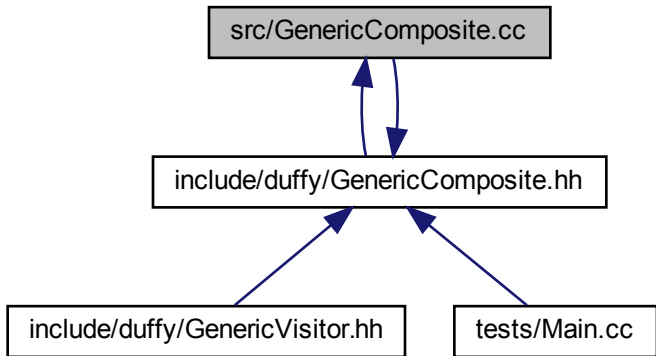 src/GenericComposite.cc
include/duffy/GenericComposite.hh
include/duffy/GenericVisitor.hh
tests/Main.cc